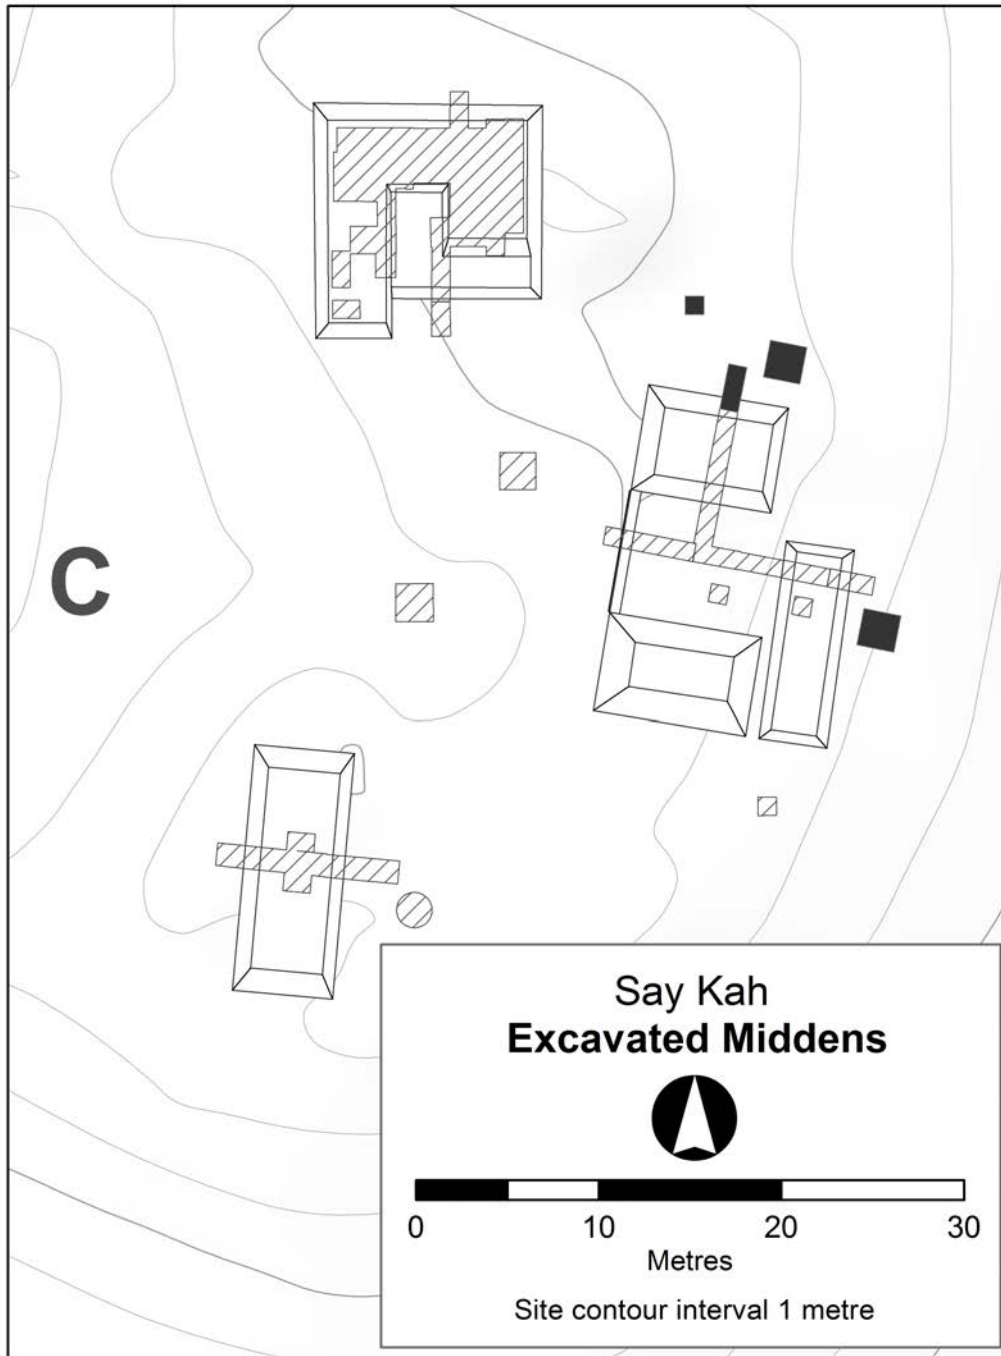 C
Say Kah
Excavated Middens
0 10 20 30
Metres
Site contour interval 1 metre